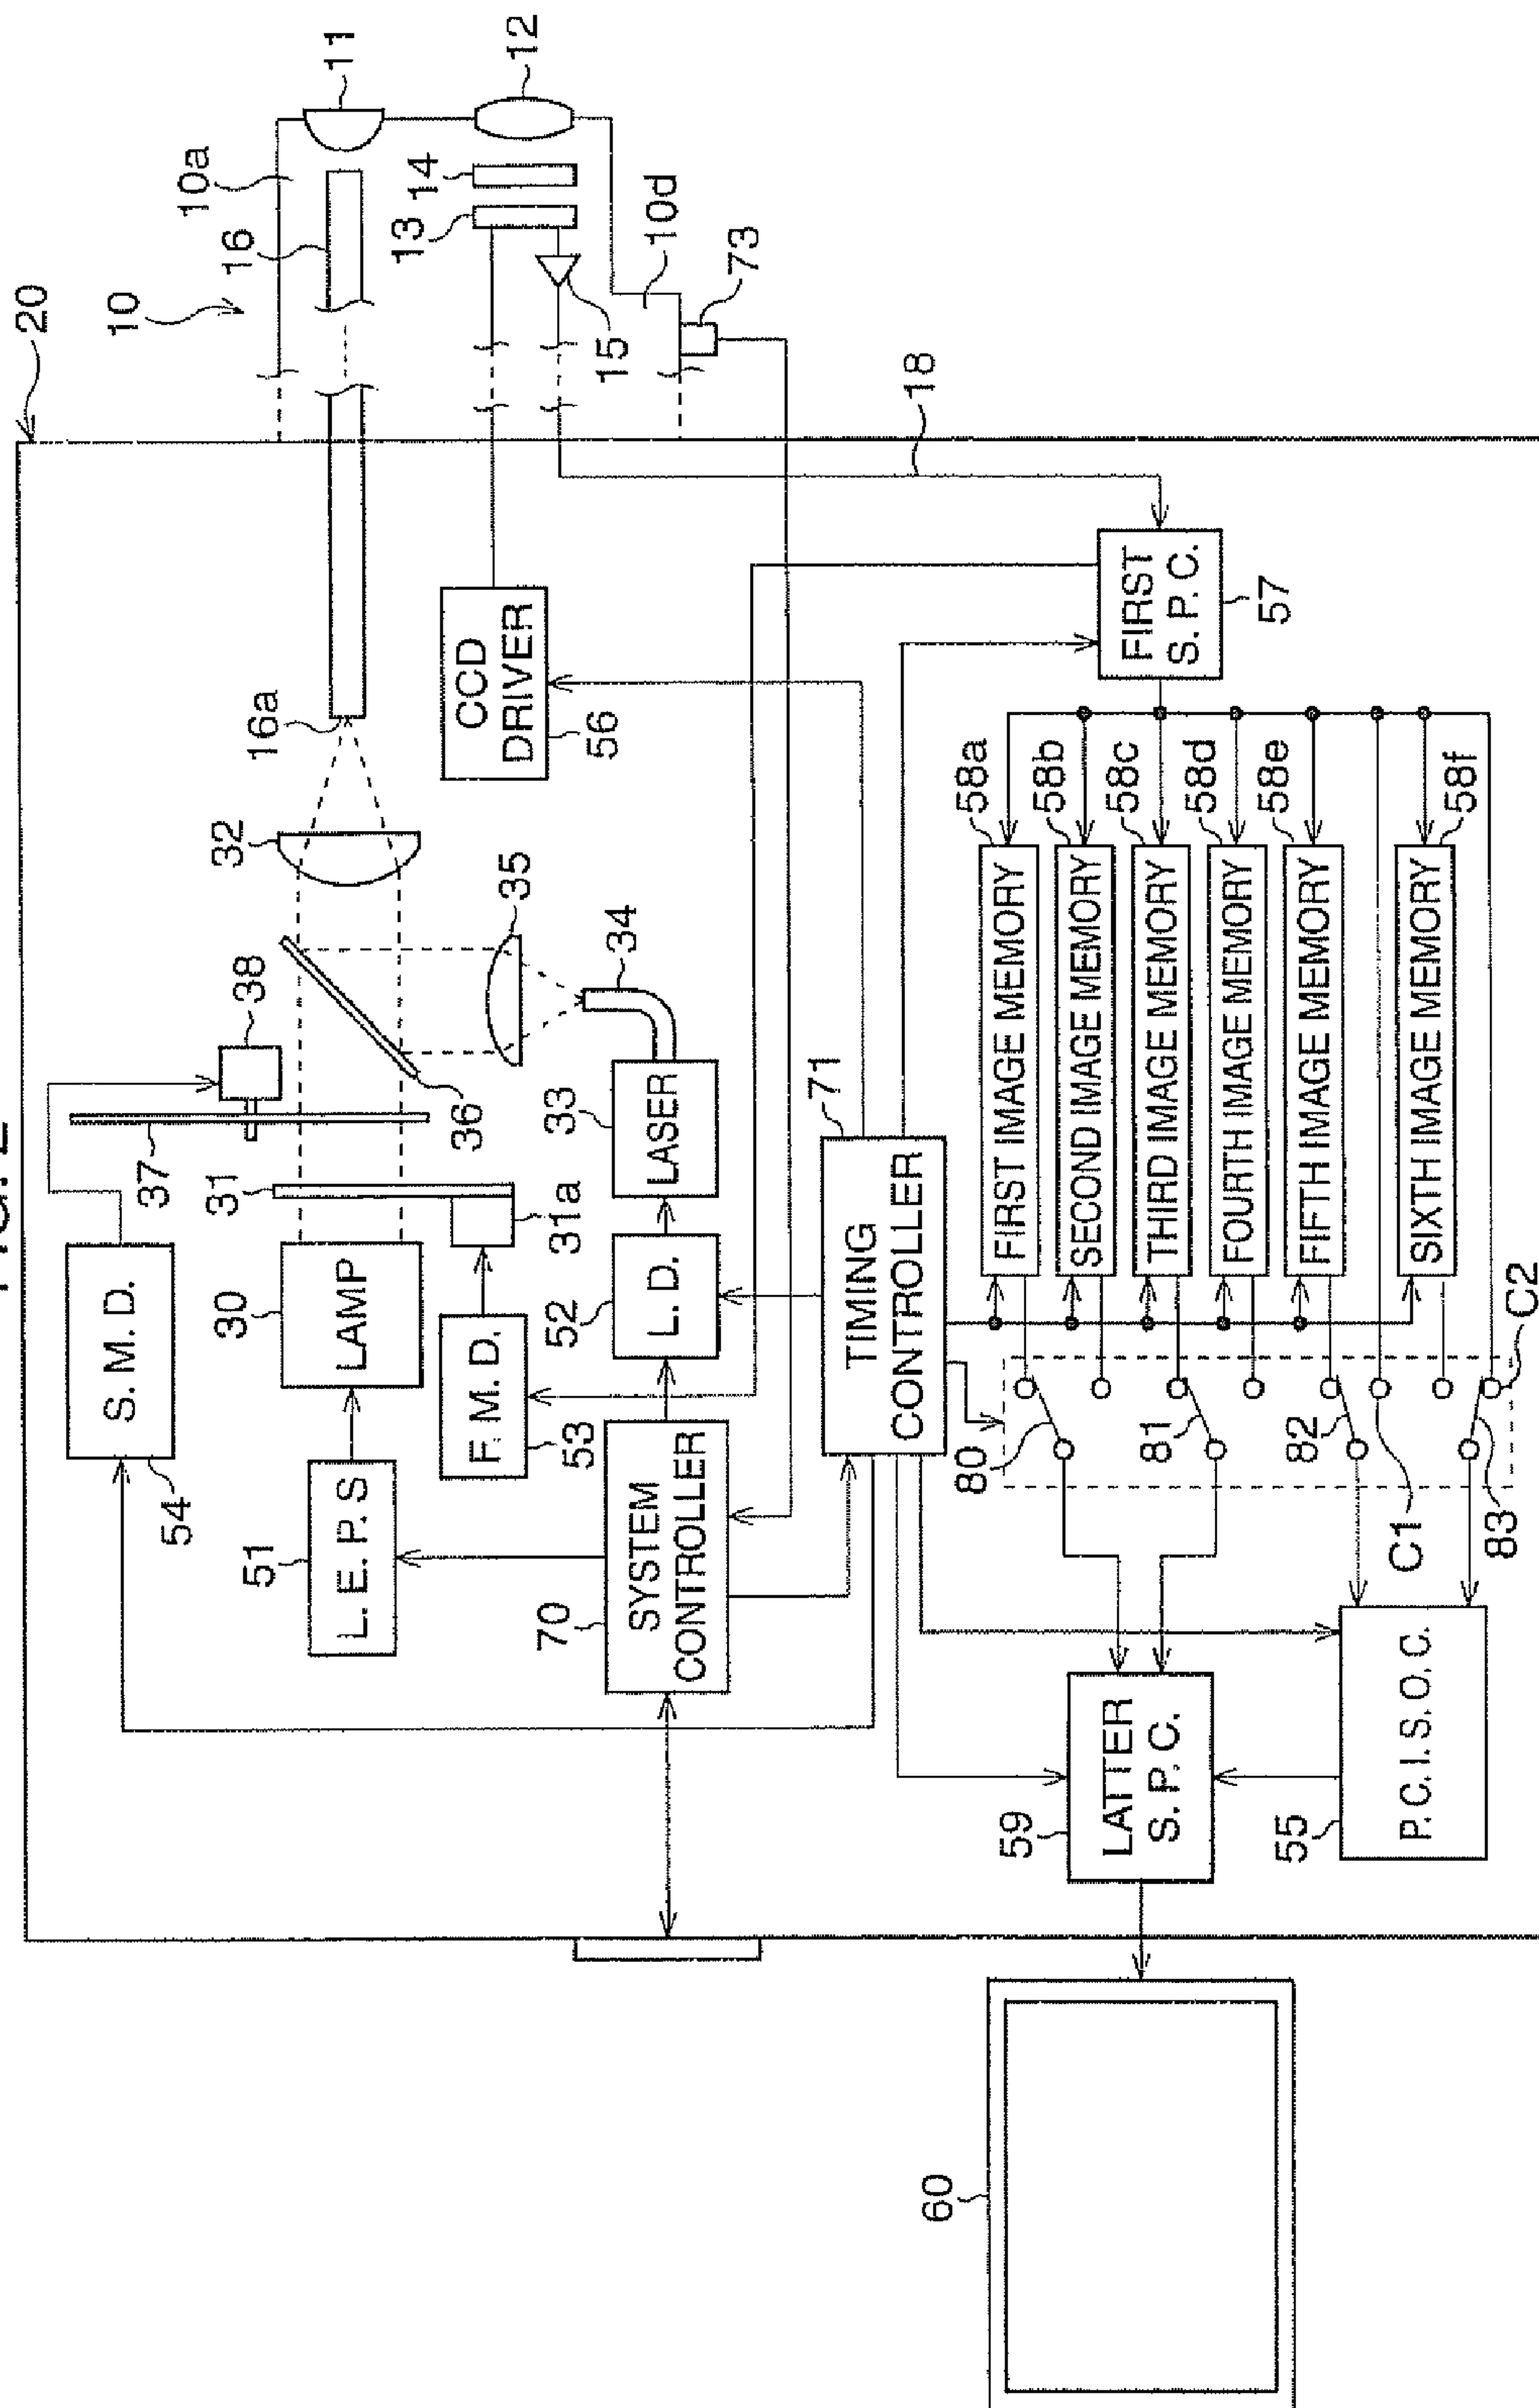 20
10
10a
16
11
12
14
13
15
10d
73
18
16a
32
35
34
36
38
37
31
31a
33
LASER
CCD
DRIVER
56
FIRST
S. P. C.
57
S. M. D.
54
30
LAMP
L. E. P. S
51
F. M. D.
53
52
L. D.
70
SYSTEM
CONTROLLER
71
TIMING
CONTROLLER
58a
FIRST IMAGE MEMORY
58b
SECOND IMAGE MEMORY
58c
THIRD IMAGE MEMORY
58d
FOURTH IMAGE MEMORY
58e
FIFTH IMAGE MEMORY
58f
SIXTH IMAGE MEMORY
80
81
82
83
C1
C2
59
LATTER
S. P. C.
55
P. C. I. S. O. C.
60